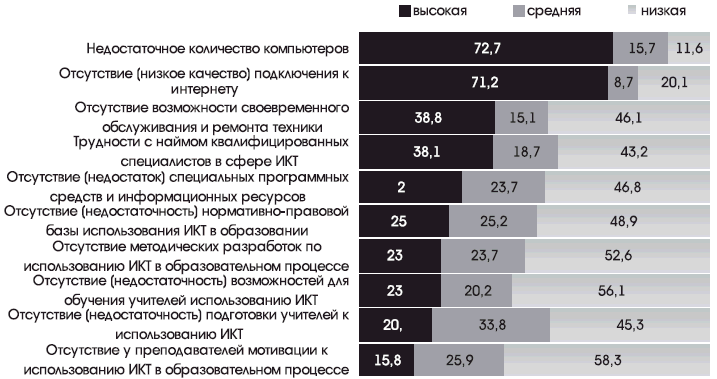 высокая средняя низкая
Недостаточное количество компьютеров 72,7 15,7 11,6
Отсутствие (низкое качество) подключения к
интернету 71,2 8,7 20,1
Отсутствие возможности своевременного
обслуживания и ремонта техники 38,8 15,1 46,1
Трудности с наймом квалифицированных
специалистов в сфере ИКТ 38,1 18,7 43,2
Отсутствие (недостаток) специальных программных
средств и информационных ресурсов 2 23,7 46,8
Отсутствие (недостаточность) нормативно-правовой
базы использования ИКТ в образовании 25 25,2 48,9
Отсутствие методических разработок по
использованию ИКТ в образовательном процессе 23 23,7 52,6
Отсутствие (недостаточность) возможностей для
обучения учителей использованию ИКТ 23 20,2 56,1
Отсутствие (недостаточность) подготовки учителей к
использованию ИКТ 20, 33,8 45,3
Отсутствие у преподавателей мотивации к
использованию ИКТ в образовательном процессе 15,8 25,9 58,3